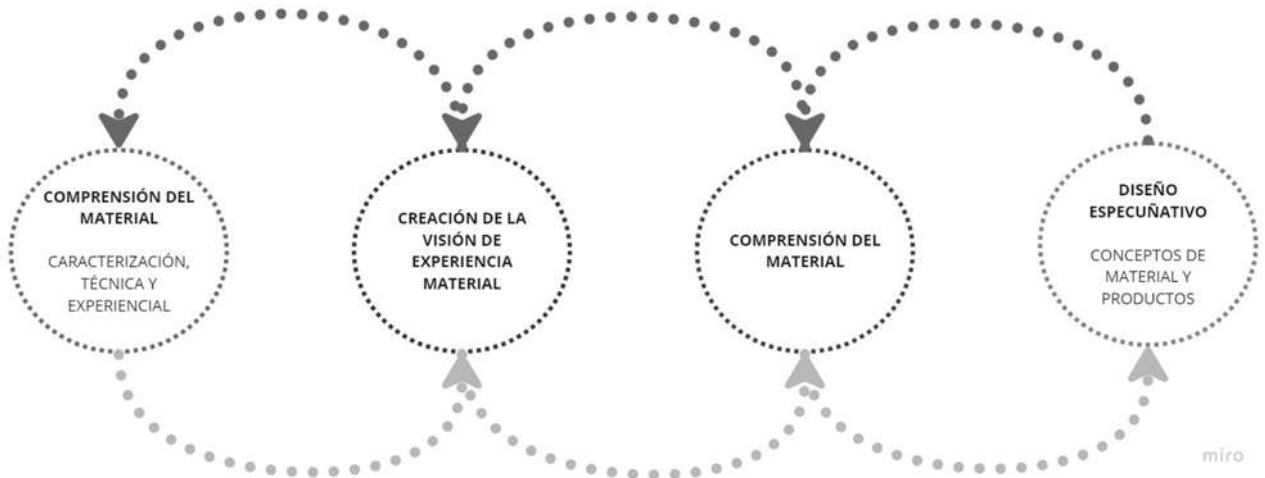 COMPRENSIÓN DEL
MATERIAL
CARACTERIZACIÓN,
TÉCNICA Y
EXPERIENCIAL
CREACIÓN DE LA
VISIÓN DE
EXPERIENCIA
MATERIAL
COMPRENSIÓN DEL
MATERIAL
DISEÑO
ESPECUÑATIVO
CONCEPTOS DE
MATERIAL Y
PRODUCTOS
miro